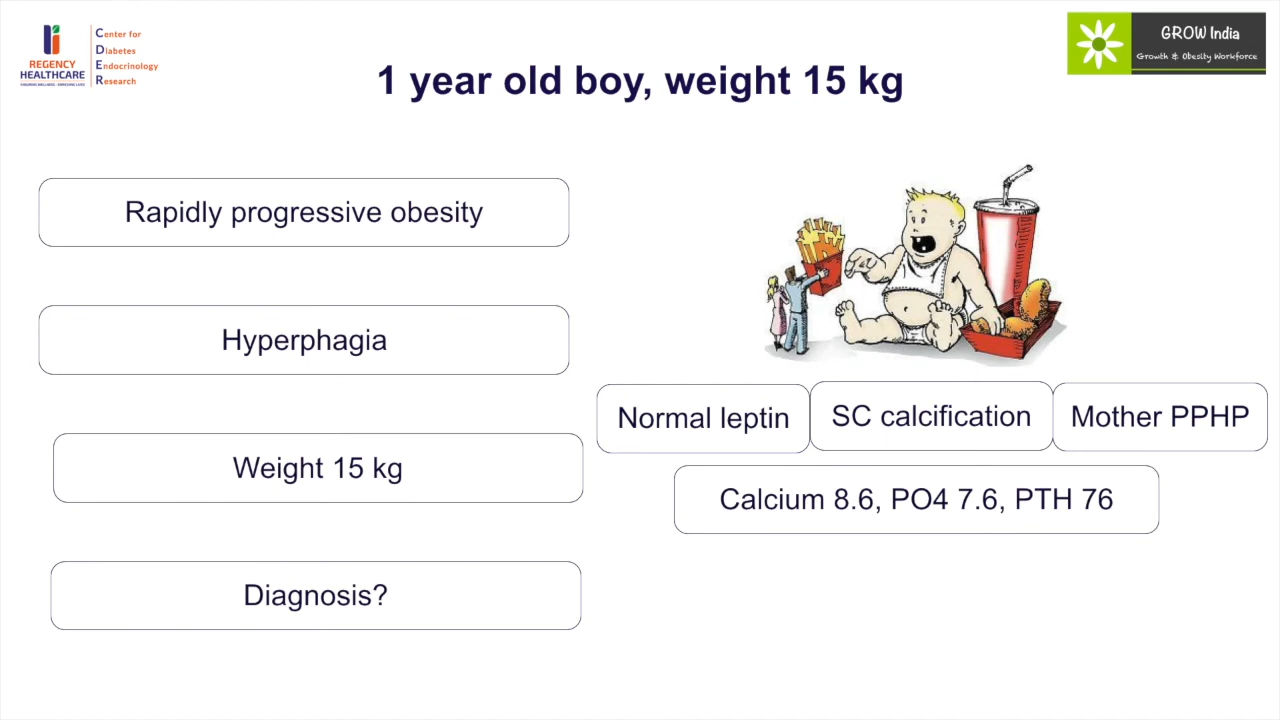 REGENCY
HEALTHCARE
Center for
Diabetes
Endocrinology
Research
GROW India
Growth & Obesity Workforce
1 year old boy, weight 15 kg
Rapidly progressive obesity
Hyperphagia
Weight 15 kg
Diagnosis?
Normal leptin
SC calcification
Mother PPHP
Calcium 8.6, PO4 7.6, PTH 76